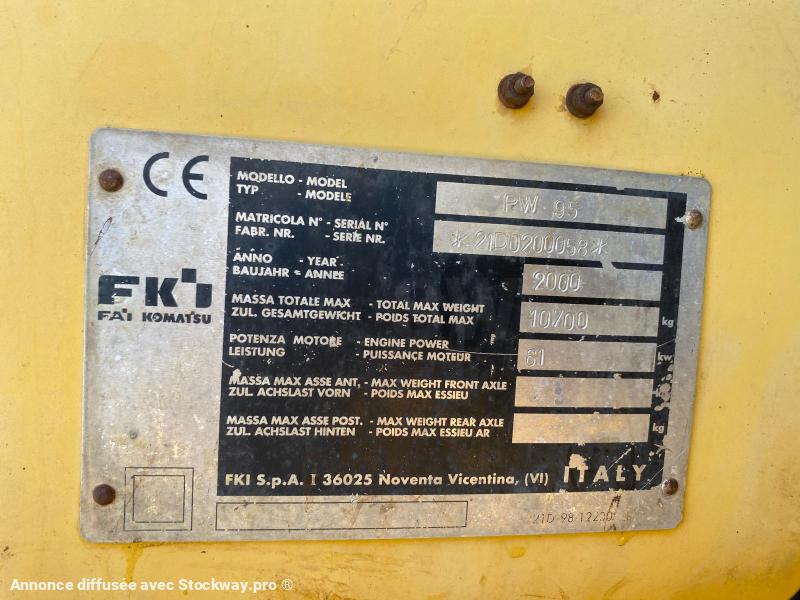 CE
MODELLO - MODEL
TYP - MODELE
PW 95
MATRICOLA N° - SERIAL N°
FABR. NR. - SERIE NR.
*21D0200058*
ANNO - YEAR
BAUJAHR - ANNEE
2000
MASSA TOTALE MAX - TOTAL MAX WEIGHT
ZUL. GESAMTGEWICHT - POIDS TOTAL MAX
10700 kg
POTENZA MOTORE - ENGINE POWER
LEISTUNG - PUISSANCE MOTEUR
61 kw
MASSA MAX ASSE ANT. - MAX WEIGHT FRONT AXLE
ZUL. ACHSLAST VORN - POIDS MAX ESSIEU
MASSA MAX ASSE POST. - MAX WEIGHT REAR AXLE
ZUL. ACHSLAST HINTEN - POIDS MAX ESSIEU AR
kg
FKI
FAI KOMATSU
FKI S.p.A. I 36025 Noventa Vicentina, (VI) ITALY
21D-98-12230
Annonce diffusée avec Stockway.pro ®